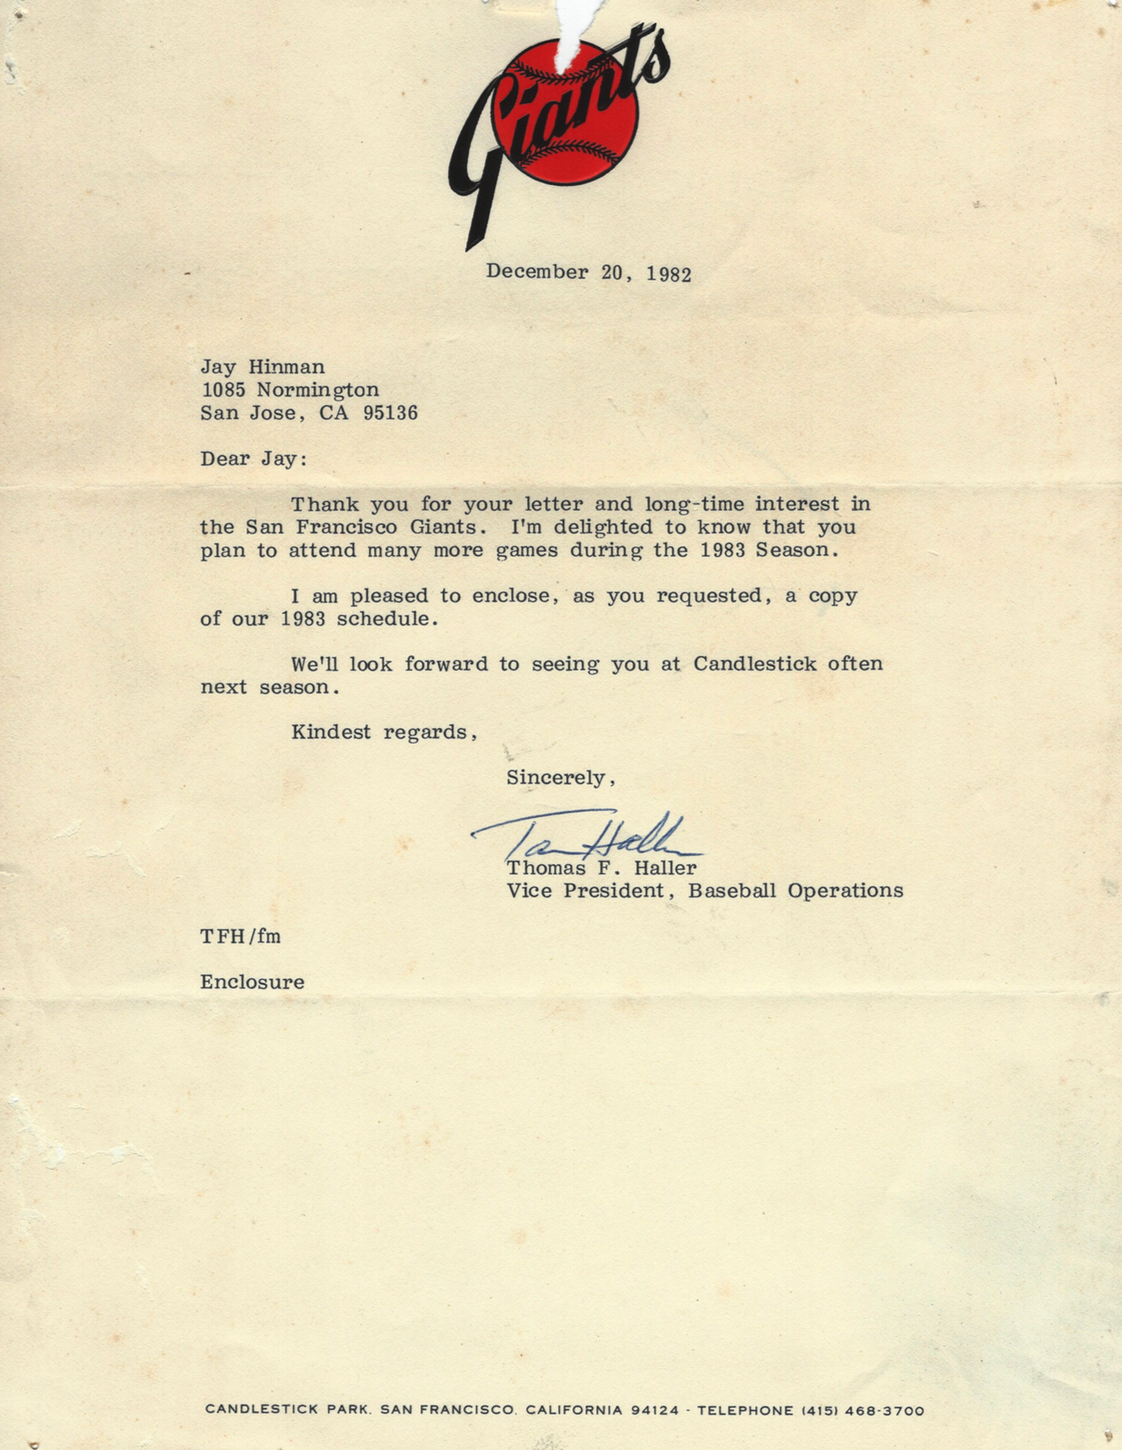 Giants
December 20, 1982
Jay Hinman
1085 Normington
San Jose, CA 95136
Dear Jay:
Thank you for your letter and long-time interest in
the San Francisco Giants. I'm delighted to know that you
plan to attend many more games during the 1983 Season.
I am pleased to enclose, as you requested, a copy
of our 1983 schedule.
We'll look forward to seeing you at Candlestick often
next season.
Kindest regards,
Sincerely,
Tom Haller
Thomas F. Haller
Vice President, Baseball Operations
TFH/fm
Enclosure
CANDLESTICK PARK, SAN FRANCISCO, CALIFORNIA 94124 - TELEPHONE (415) 468-3700